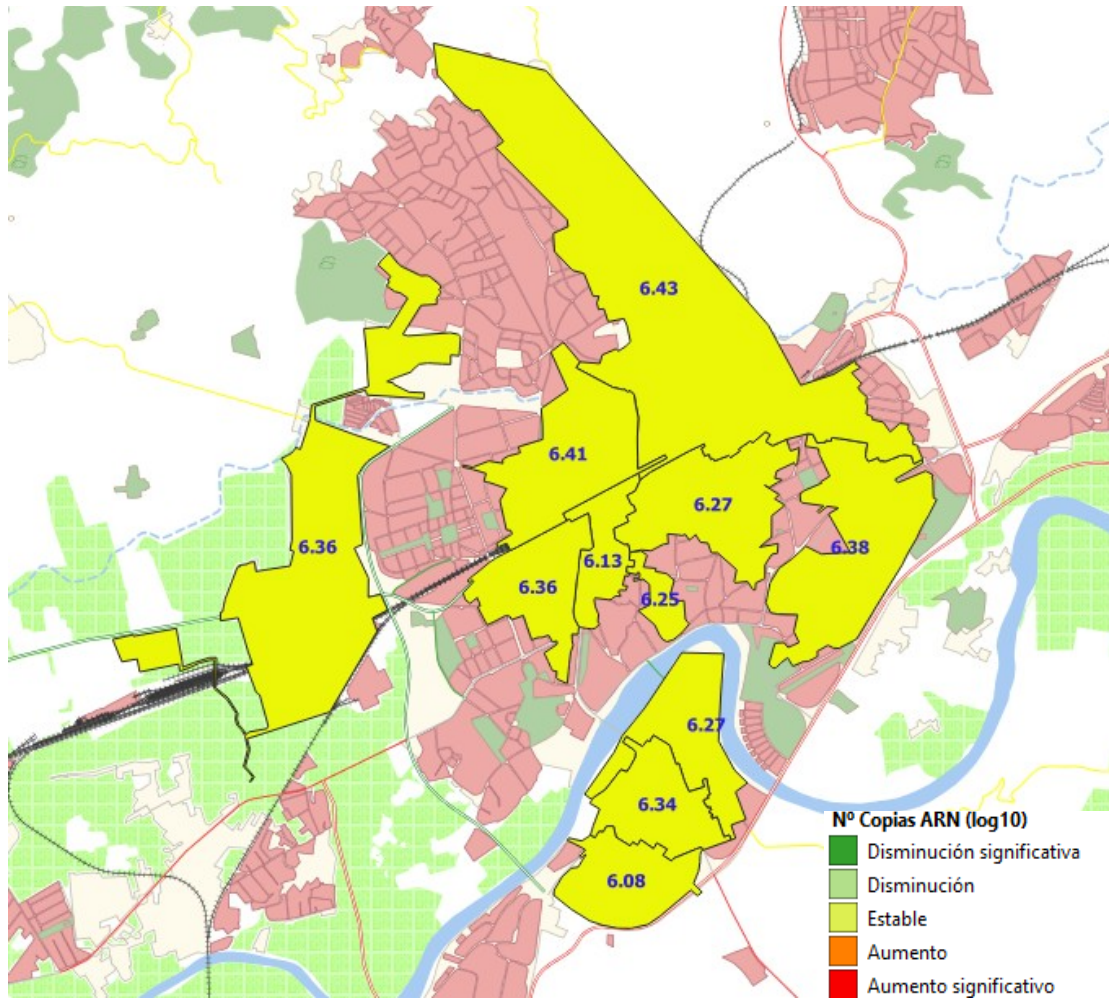 6.43
6.41
6.27
6.36
6.38
6.13
6.36
6.25
6.27
6.34
6.08
Nº Copias ARN (log10)
Disminución significativa
Disminución
Estable
Aumento
Aumento significativo